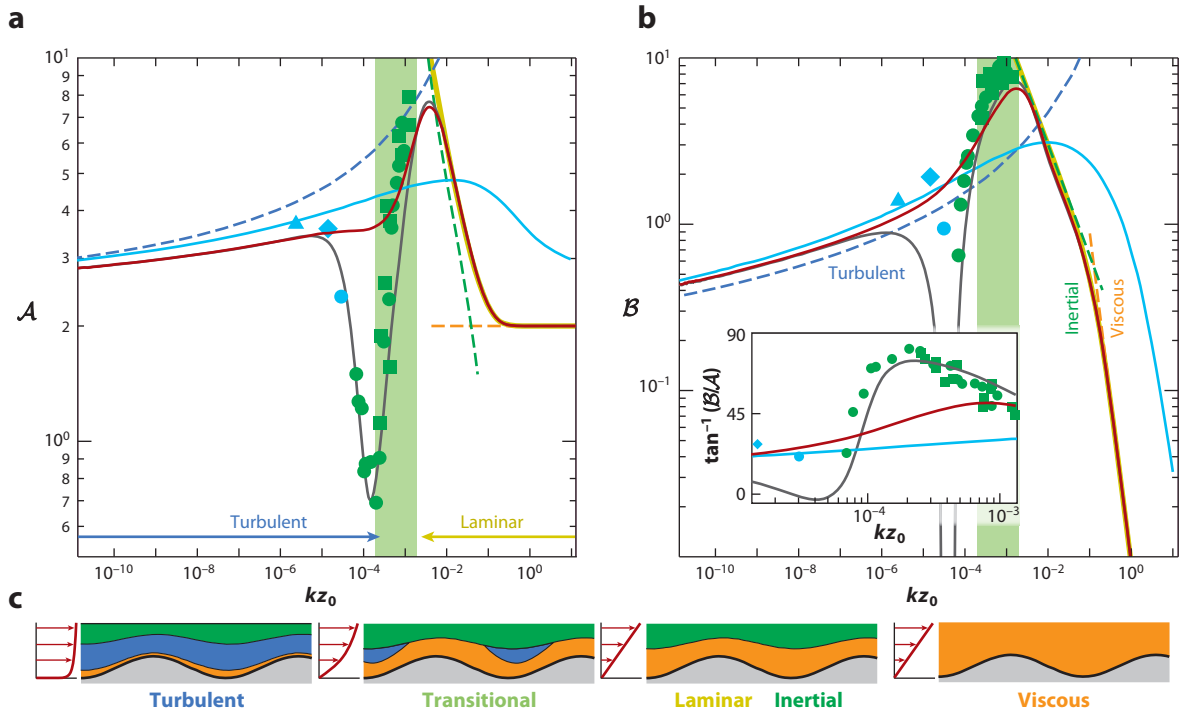 a
b
10¹
9
8
7
6
5
4
3
2
10⁰
9
8
7
6
𝒜
Turbulent
Laminar
10⁻¹⁰
10⁻⁸
10⁻⁶
10⁻⁴
10⁻²
10⁰
kz₀
10¹
10⁰
10⁻¹
ℬ
Turbulent
Inertial
Viscous
90
45
0
tan⁻¹ (ℬ/𝒜)
10⁻⁴
10⁻³
kz₀
10⁻¹⁰
10⁻⁸
10⁻⁶
10⁻⁴
10⁻²
10⁰
kz₀
c
Turbulent
Transitional
Laminar Inertial
Viscous